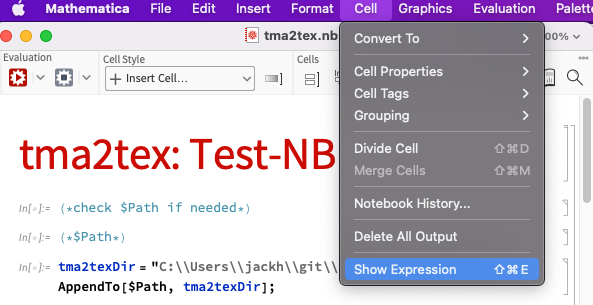 Mathematica File Edit Insert Format Cell Graphics Evaluation
tma2tex.nb
00%
Evaluation Cell Style Cells
Insert Cell...
Convert To
Cell Properties
Cell Tags
Grouping
Divide Cell ⇧⌘D
Merge Cells ⇧⌘M
Notebook History...
Delete All Output
Show Expression ⇧⌘E
tma2tex: Test-NB
In[•]:= (*check $Path if needed*)
In[•]:= (*$Path*)
In[•]:= tma2texDir = "C:\\Users\\jackh\\git\\
AppendTo[$Path, tma2texDir];